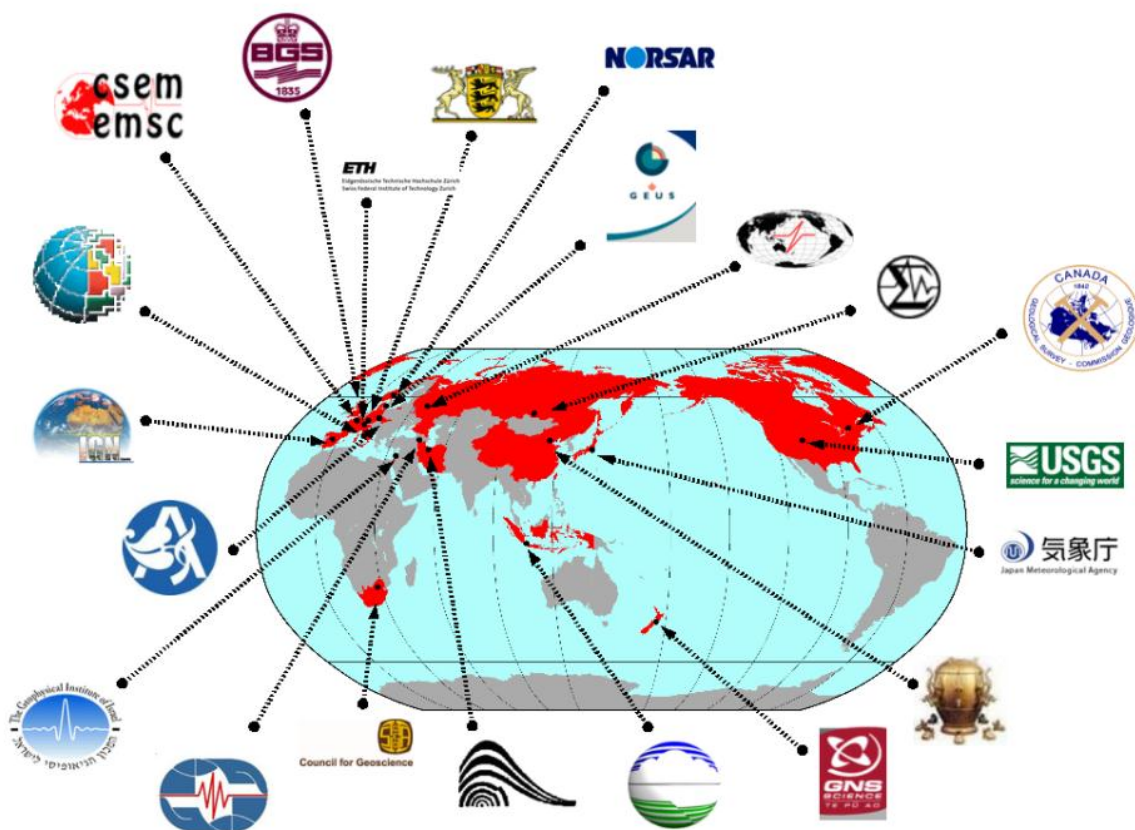 BGS
1835
NORSAR
csem
emsc
ETH
Eidgenössische Technische Hochschule Zürich
Swiss Federal Institute of Technology Zurich
GEUS
CANADA
1842
GEOLOGICAL SURVEY - COMMISSION GEOLOGIQUE
IGN
USGS
science for a changing world
気象庁
Japan Meteorological Agency
The Geophysical Institute of Israel
המכון הגיאופיסי לישראל
Council for Geoscience
GNS
SCIENCE
TE PŪ AO